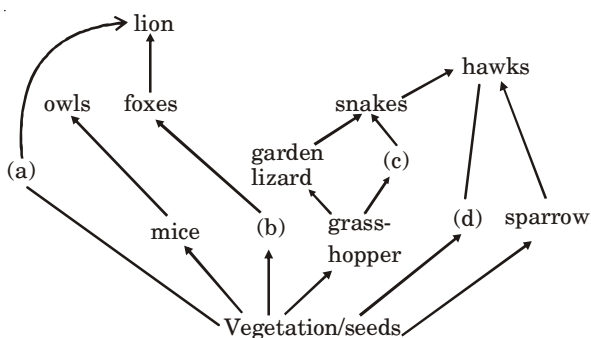 lion
hawks
owls
foxes
snakes
garden
lizard
(c)
(a)
mice
(b)
grass-
hopper
(d)
sparrow
Vegetation/seeds